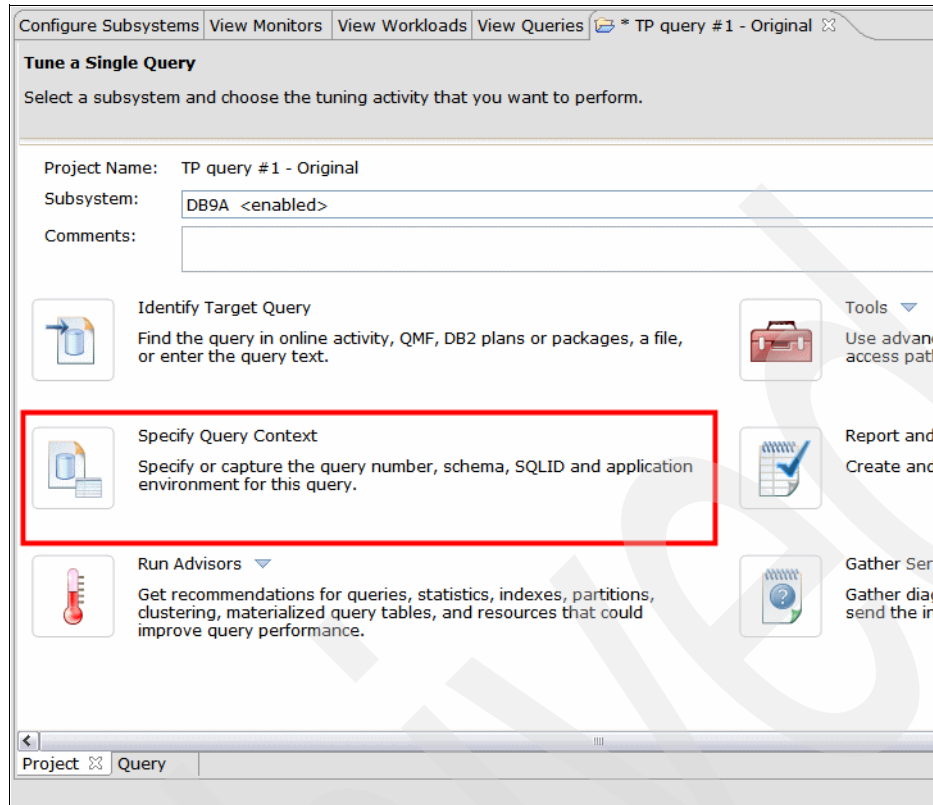 Configure Subsystems View Monitors View Workloads View Queries * TP query #1 - Original
Tune a Single Query
Select a subsystem and choose the tuning activity that you want to perform.
Project Name: TP query #1 - Original
Subsystem: DB9A <enabled>
Comments:
Identify Target Query
Find the query in online activity, QMF, DB2 plans or packages, a file,
or enter the query text.
Tools
Use advan
access pat
Specify Query Context
Specify or capture the query number, schema, SQLID and application
environment for this query.
Report and
Create and
Run Advisors
Get recommendations for queries, statistics, indexes, partitions,
clustering, materialized query tables, and resources that could
improve query performance.
Gather Ser
Gather diag
send the in
Project Query